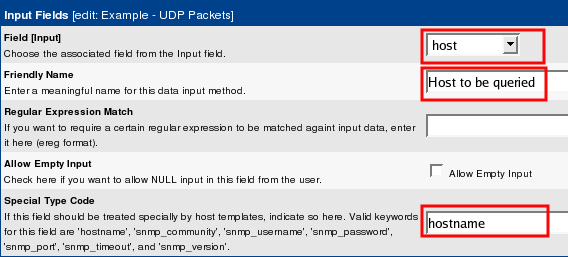 Input Fields [edit: Example - UDP Packets]
Field [Input]
Choose the associated field from the Input field.
host
Friendly Name
Enter a meaningful name for this data input method.
Host to be queried
Regular Expression Match
If you want to require a certain regular expression to be matched againt input data, enter
it here (ereg format).
Allow Empty Input
Check here if you want to allow NULL input in this field from the user.
Allow Empty Input
Special Type Code
If this field should be treated specially by host templates, indicate so here. Valid keywords
for this field are 'hostname', 'snmp_community', 'snmp_username', 'snmp_password',
'snmp_port', 'snmp_timeout', and 'snmp_version'.
hostname